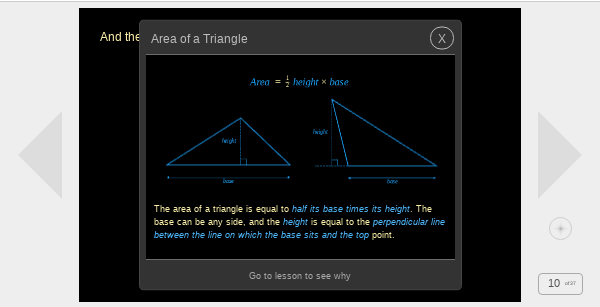 And the
Area of a Triangle
X
Area = 1/2 height × base
height
base
height
base
The area of a triangle is equal to half its base times its height. The
base can be any side, and the height is equal to the perpendicular line
between the line on which the base sits and the top point.
Go to lesson to see why
10 of 37